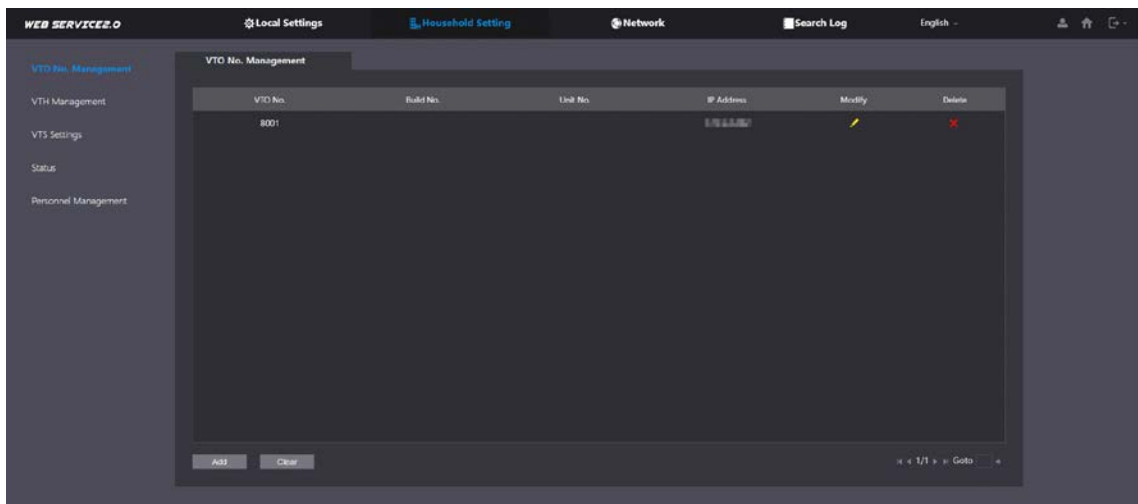 WEB SERVICE2.0 Local Settings Household Setting Network Search Log English
VTO No. Management
VTO No. Management
VTH Management
VTS Settings
Status
Personnel Management
VTO No. Build No. Unit No. IP Address Modify Delete
8001
Add Clear 1/1 Goto